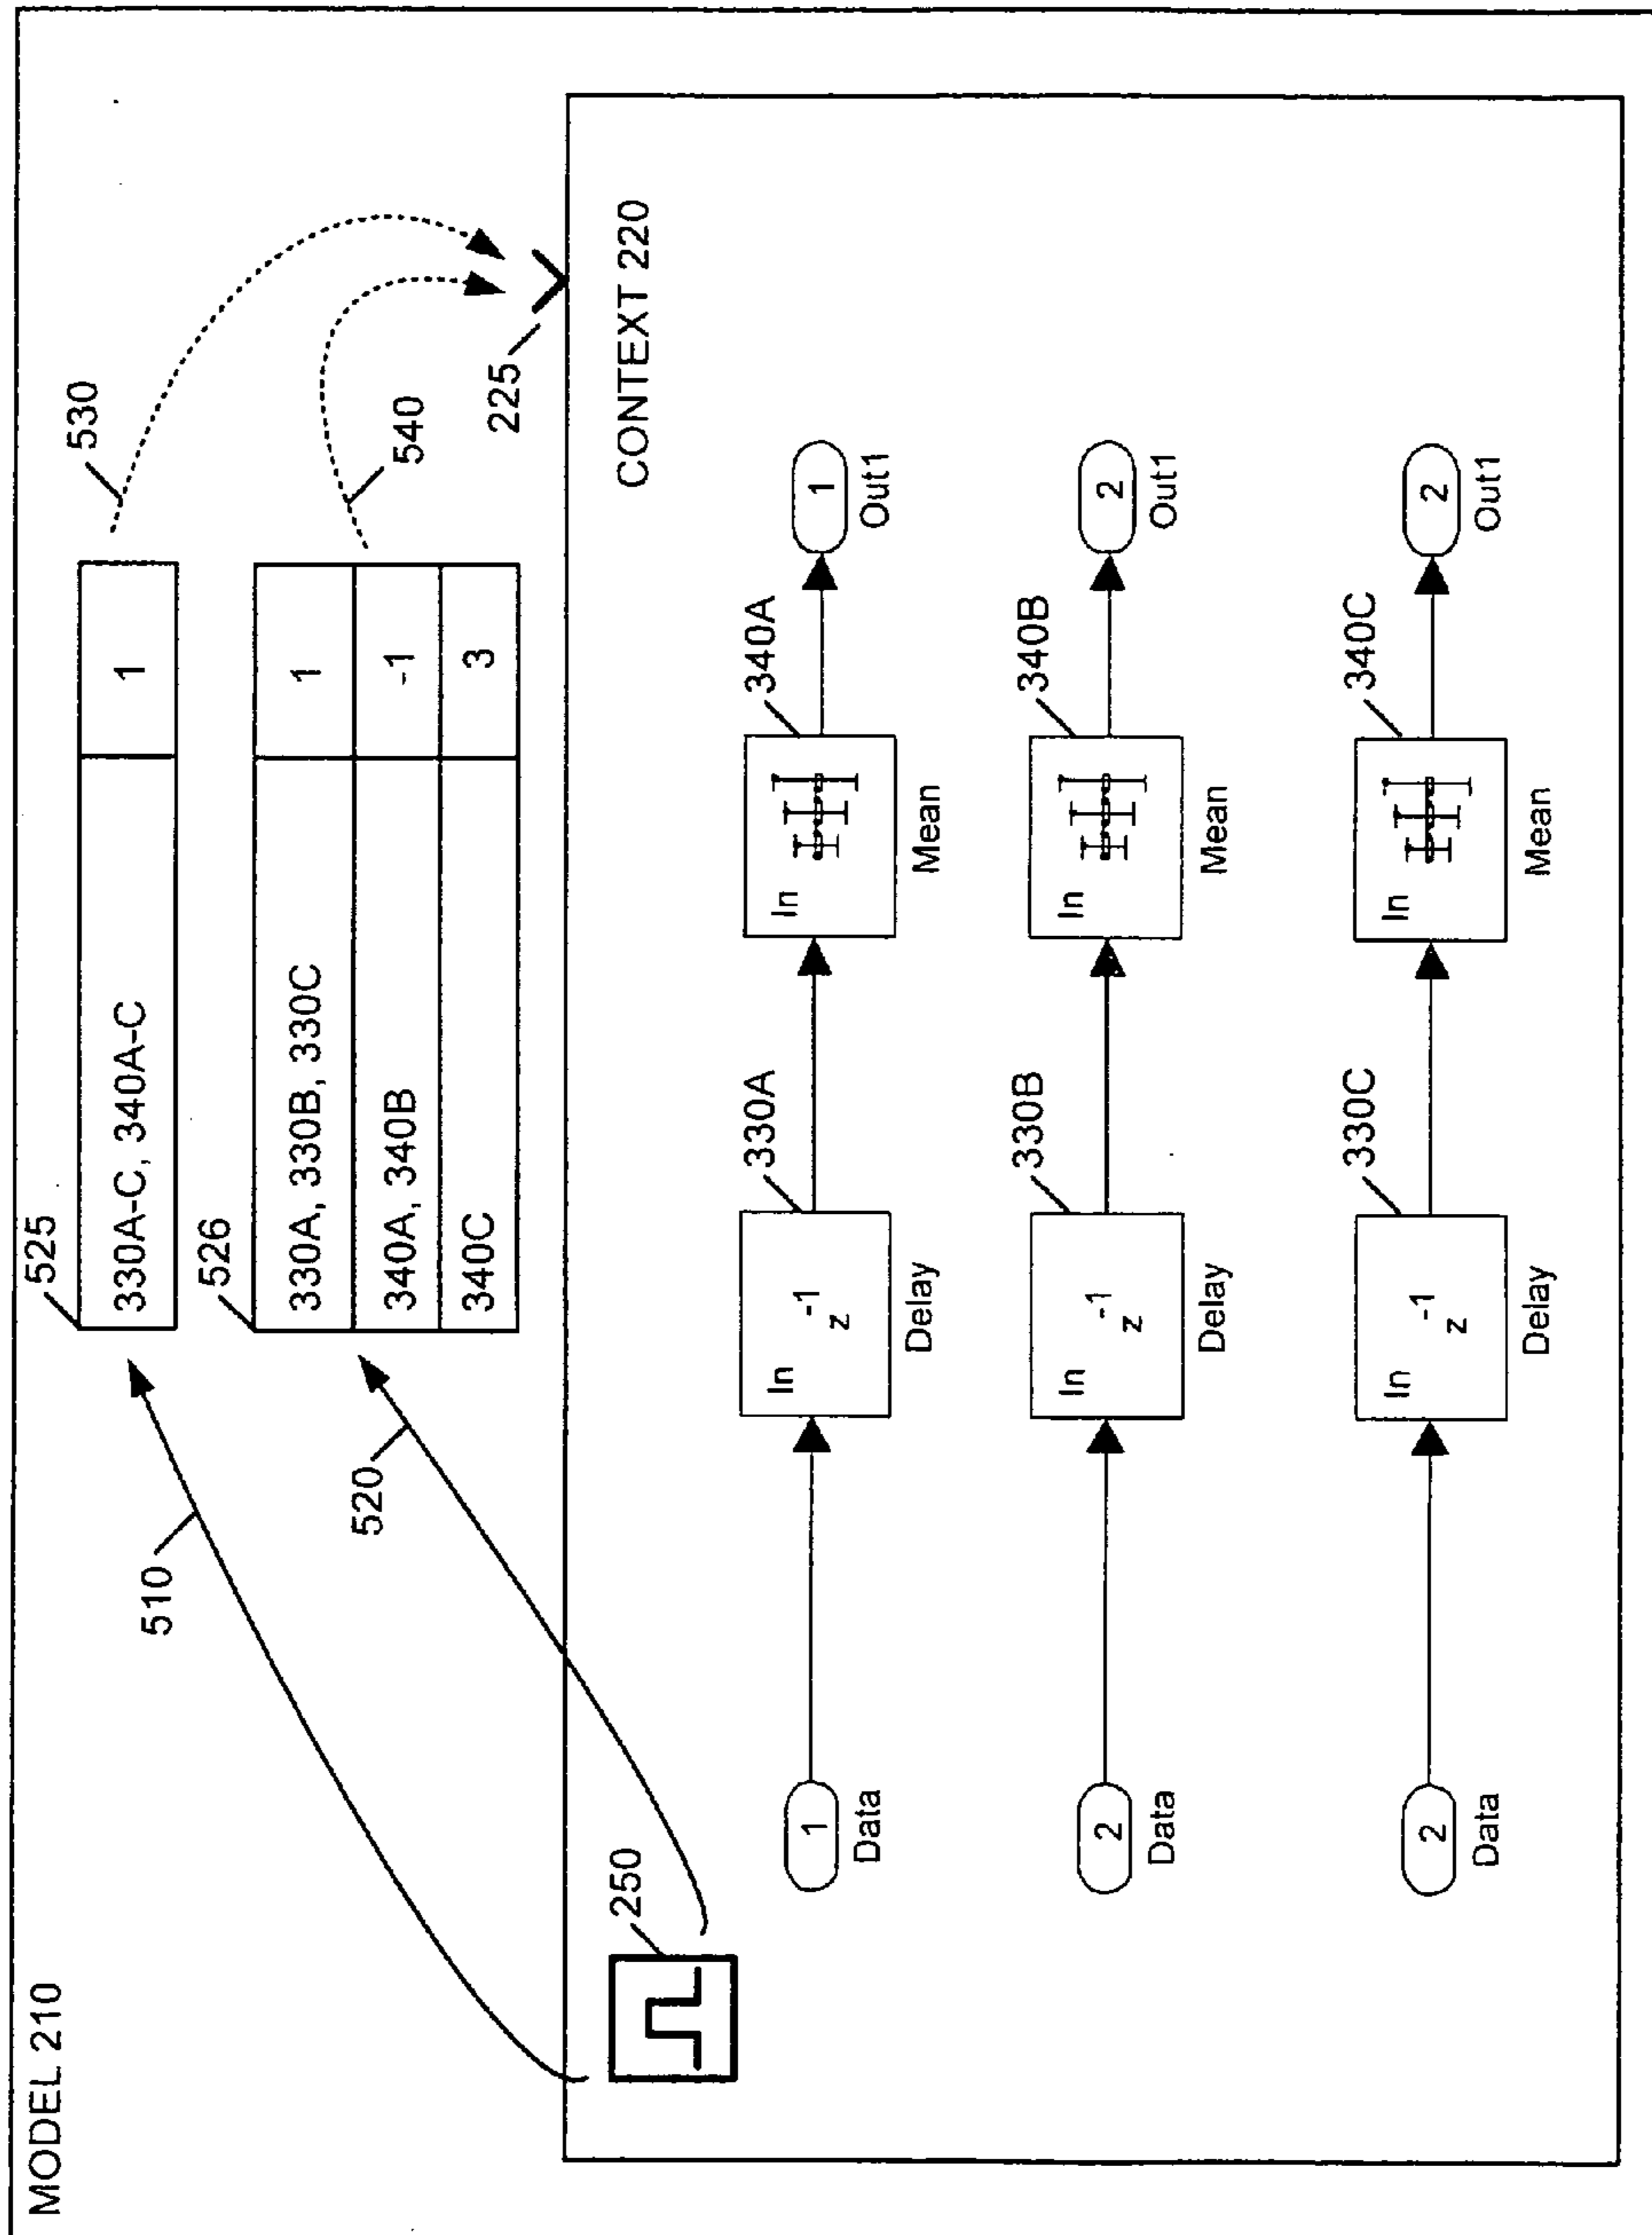 MODEL 210
525
330A-C, 340A-C
1
530
510
526
330A, 330B, 330C
1
340A, 340B
-1
340C
3
520
540
225
250
CONTEXT 220
1
Data
In
z-1
Delay
330A
In
Mean
340A
1
Out1
2
Data
In
z-1
Delay
330B
In
Mean
340B
2
Out1
2
Data
In
z-1
Delay
330C
In
Mean
340C
2
Out1